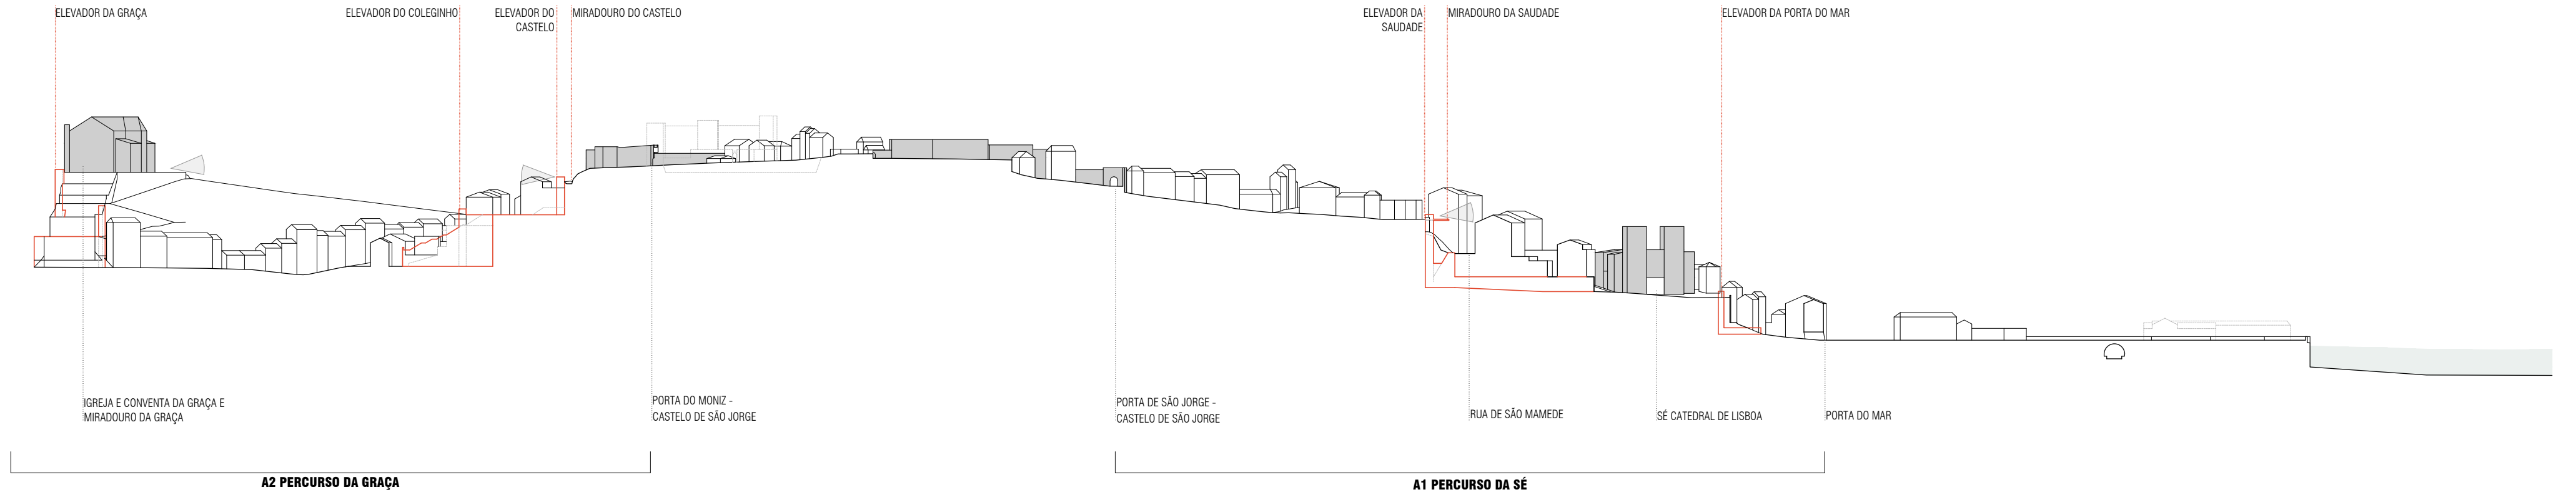 ELEVADOR DA GRAÇA
ELEVADOR DO COLEGINHO
ELEVADOR DO
CASTELO
MIRADOURO DO CASTELO
ELEVADOR DA
SAUDADE
MIRADOURO DA SAUDADE
ELEVADOR DA PORTA DO MAR
IGREJA E CONVENTA DA GRAÇA E
MIRADOURO DA GRAÇA
PORTA DO MONIZ -
CASTELO DE SÃO JORGE
PORTA DE SÃO JORGE -
CASTELO DE SÃO JORGE
RUA DE SÃO MAMEDE
SÉ CATEDRAL DE LISBOA
PORTA DO MAR
A2 PERCURSO DA GRAÇA
A1 PERCURSO DA SÉ